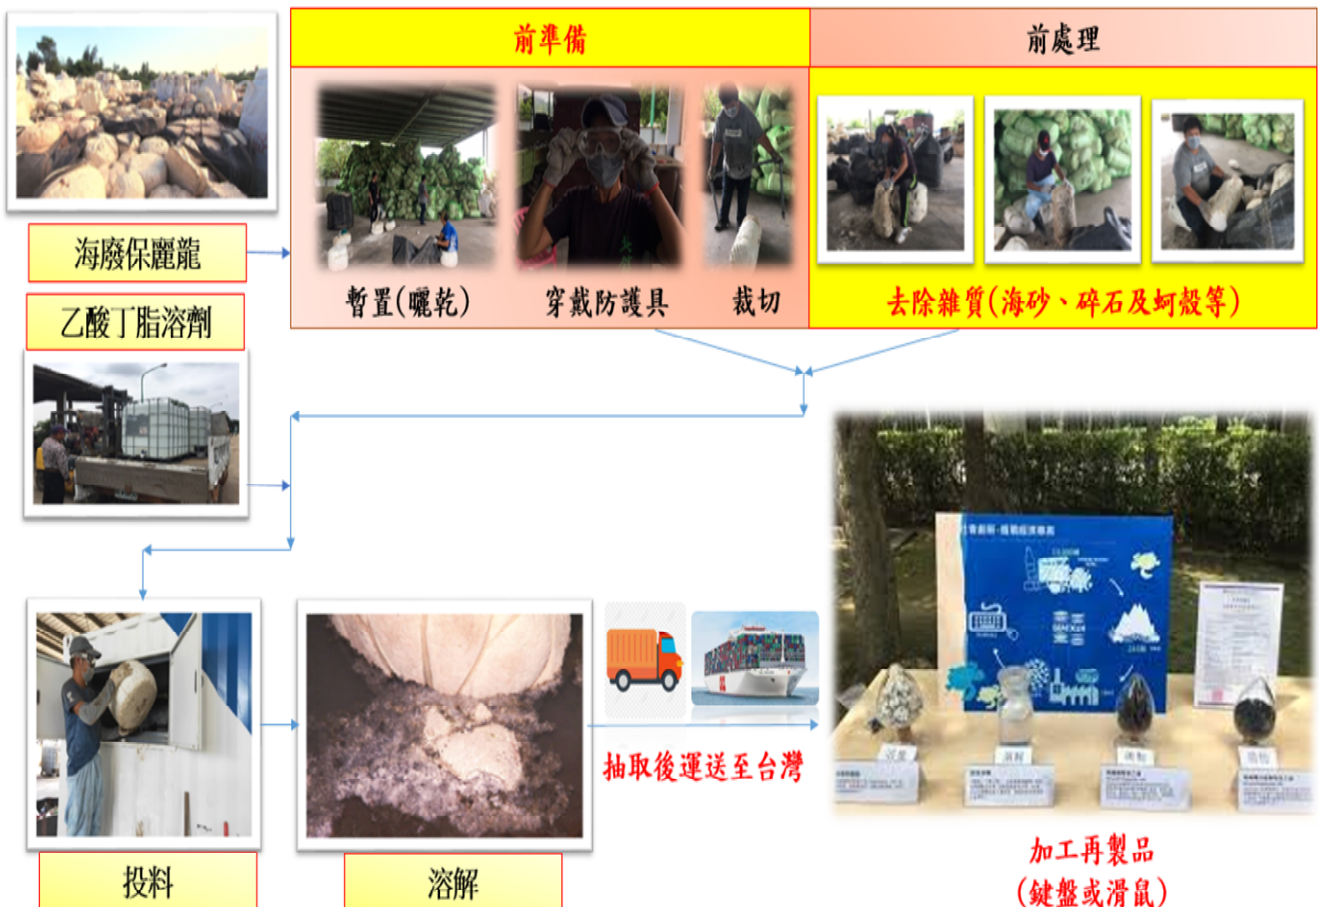 前準備
前處理
暫置(曬乾)
穿戴防護具
裁切
去除雜質(海砂、碎石及蚵殼等)
海廢保麗龍
乙酸丁脂溶劑
投料
溶解
抽取後運送至台灣
加工再製品
(鍵盤或滑鼠)